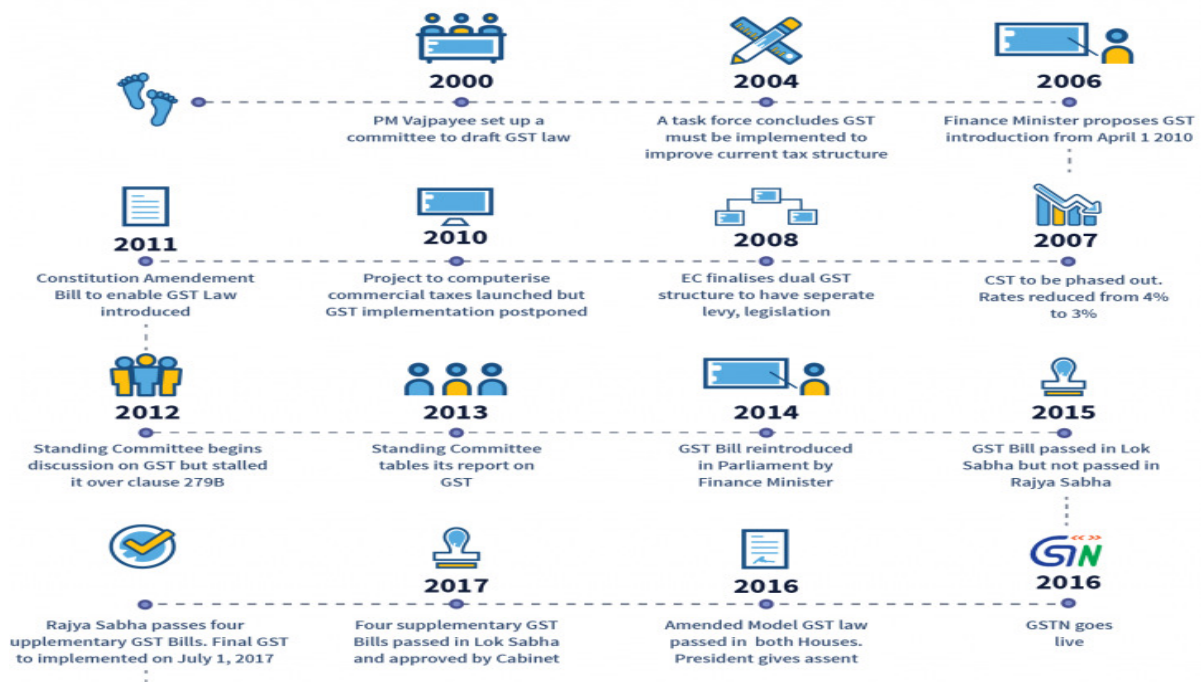 2000
PM Vajpayee set up a
committee to draft GST law
2004
A task force concludes GST
must be implemented to
improve current tax structure
2006
Finance Minister proposes GST
introduction from April 1 2010
2007
CST to be phased out.
Rates reduced from 4%
to 3%
2008
EC finalises dual GST
structure to have seperate
levy, legislation
2010
Project to computerise
commercial taxes launched but
GST implementation postponed
2011
Constitution Amendement
Bill to enable GST Law
introduced
2012
Standing Committee begins
discussion on GST but stalled
it over clause 279B
2013
Standing Committee
tables its report on
GST
2014
GST Bill reintroduced
in Parliament by
Finance Minister
2015
GST Bill passed in Lok
Sabha but not passed in
Rajya Sabha
GSTN
2016
GSTN goes
live
2016
Amended Model GST law
passed in both Houses.
President gives assent
2017
Four supplementary GST
Bills passed in Lok Sabha
and approved by Cabinet
Rajya Sabha passes four
upplementary GST Bills. Final GST
to implemented on July 1, 2017